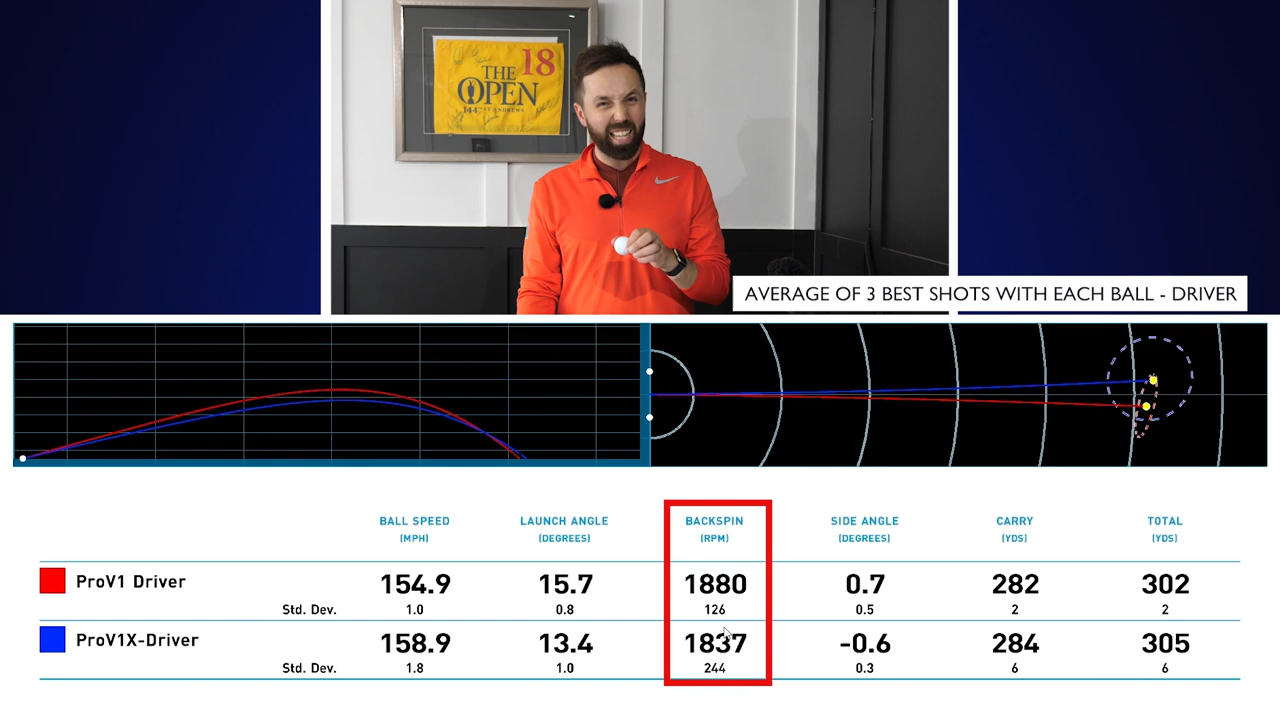 18
THE
OPEN
144TH ST ANDREWS
AVERAGE OF 3 BEST SHOTS WITH EACH BALL - DRIVER
BALL SPEED LAUNCH ANGLE BACKSPIN SIDE ANGLE CARRY TOTAL
(MPH) (DEGREES) (RPM) (DEGREES) (YDS) (YDS)
ProV1 Driver 154.9 15.7 1880 0.7 282 302
Std. Dev. 1.0 0.8 126 0.5 2 2
ProV1X-Driver 158.9 13.4 1837 -0.6 284 305
Std. Dev. 1.8 1.0 244 0.3 6 6